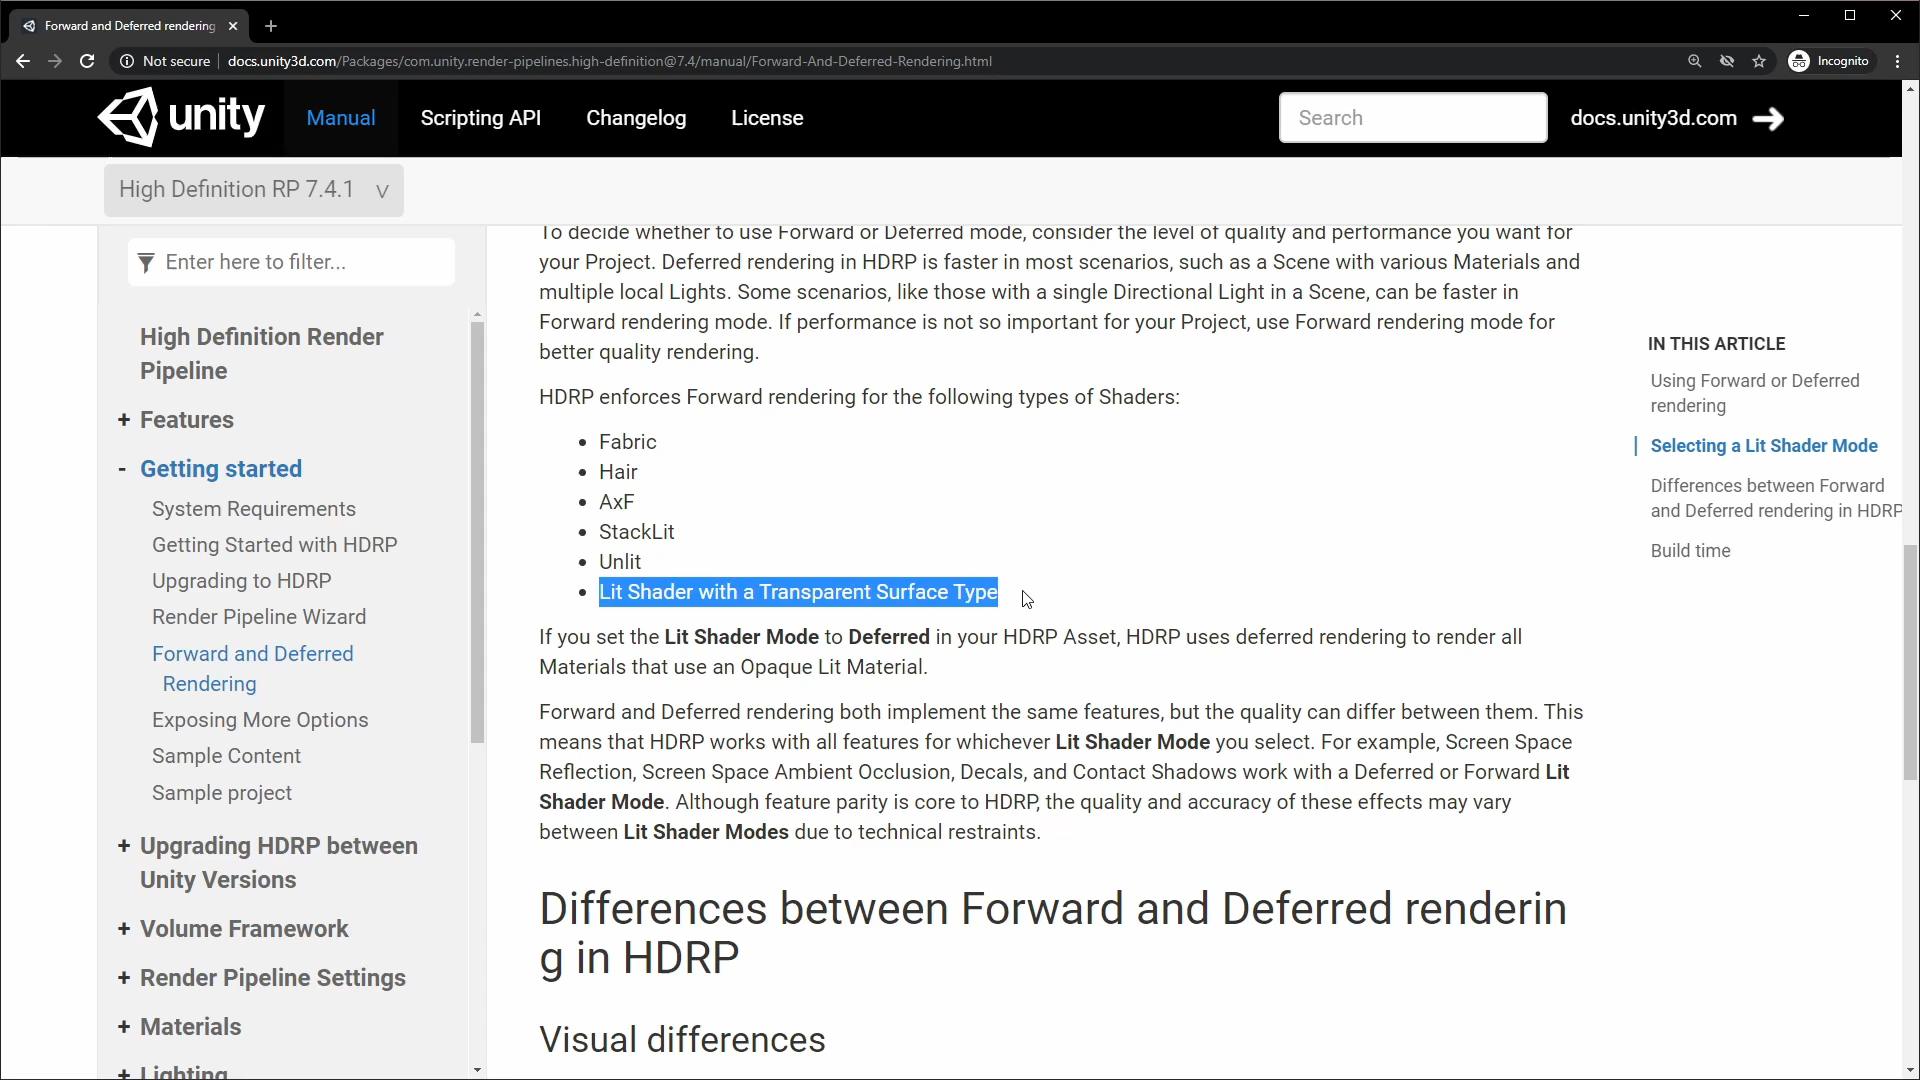 Forward and Deferred rendering
Not secure
docs.unity3d.com/Packages/com.unity.render-pipelines.high-definition@7.4/manual/Forward-And-Deferred-Rendering.html
Incognito
unity
Manual
Scripting API
Changelog
License
Search
docs.unity3d.com
High Definition RP 7.4.1
Enter here to filter...
High Definition Render
Pipeline
+ Features
- Getting started
System Requirements
Getting Started with HDRP
Upgrading to HDRP
Render Pipeline Wizard
Forward and Deferred
Rendering
Exposing More Options
Sample Content
Sample project
+ Upgrading HDRP between
Unity Versions
+ Volume Framework
+ Render Pipeline Settings
+ Materials
+ Lighting
To decide whether to use Forward or Deferred mode, consider the level of quality and performance you want for
your Project. Deferred rendering in HDRP is faster in most scenarios, such as a Scene with various Materials and
multiple local Lights. Some scenarios, like those with a single Directional Light in a Scene, can be faster in
Forward rendering mode. If performance is not so important for your Project, use Forward rendering mode for
better quality rendering.
HDRP enforces Forward rendering for the following types of Shaders:
• Fabric
• Hair
• AxF
• StackLit
• Unlit
• Lit Shader with a Transparent Surface Type
If you set the Lit Shader Mode to Deferred in your HDRP Asset, HDRP uses deferred rendering to render all
Materials that use an Opaque Lit Material.
Forward and Deferred rendering both implement the same features, but the quality can differ between them. This
means that HDRP works with all features for whichever Lit Shader Mode you select. For example, Screen Space
Reflection, Screen Space Ambient Occlusion, Decals, and Contact Shadows work with a Deferred or Forward Lit
Shader Mode. Although feature parity is core to HDRP, the quality and accuracy of these effects may vary
between Lit Shader Modes due to technical restraints.
Differences between Forward and Deferred renderin
g in HDRP
Visual differences
IN THIS ARTICLE
Using Forward or Deferred
rendering
Selecting a Lit Shader Mode
Differences between Forward
and Deferred rendering in HDRP
Build time